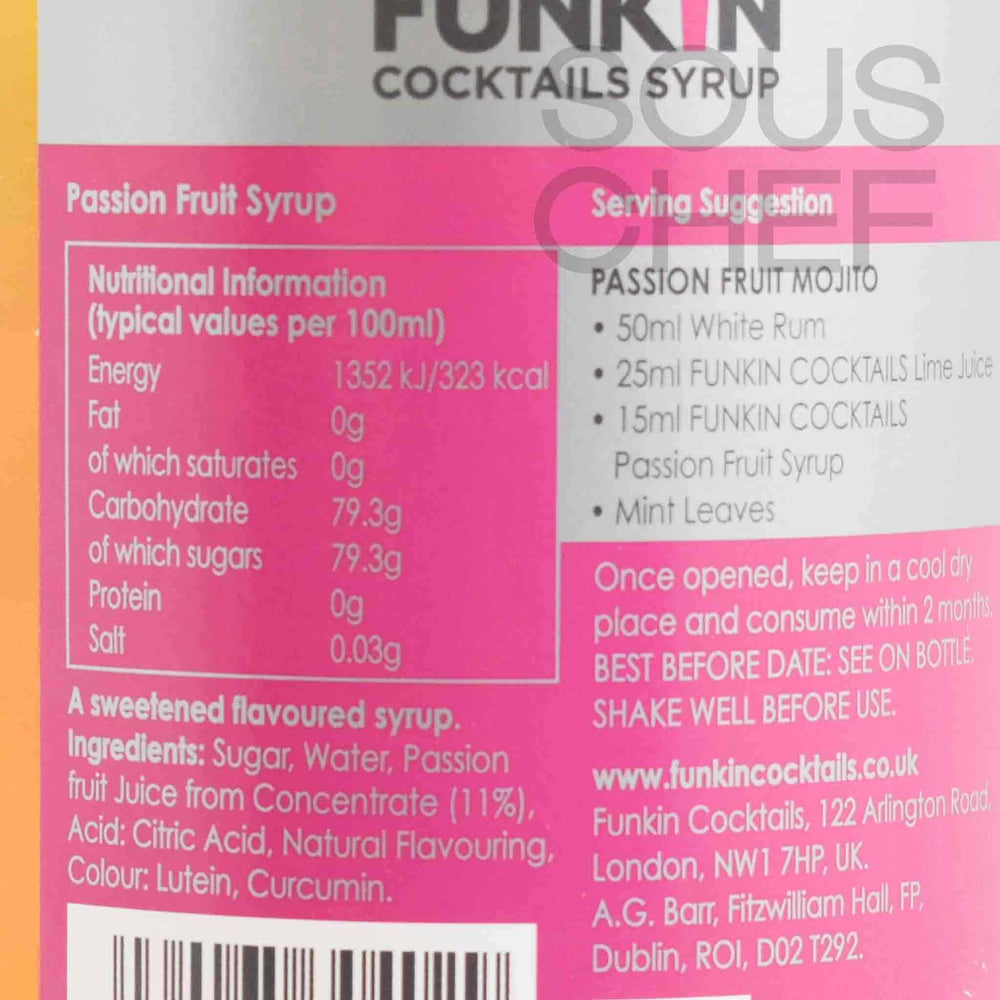 FUNKIN
COCKTAILS SYRUP
SOUS
CHEF
Passion Fruit Syrup
Nutritional Information
(typical values per 100ml)
Energy 1352 kJ/323 kcal
Fat 0g
of which saturates 0g
Carbohydrate 79.3g
of which sugars 79.3g
Protein 0g
Salt 0.03g
A sweetened flavoured syrup.
Ingredients: Sugar, Water, Passion
fruit Juice from Concentrate (11%),
Acid: Citric Acid, Natural Flavouring,
Colour: Lutein, Curcumin.
Serving Suggestion
PASSION FRUIT MOJITO
• 50ml White Rum
• 25ml FUNKIN COCKTAILS Lime Juice
• 15ml FUNKIN COCKTAILS
Passion Fruit Syrup
• Mint Leaves
Once opened, keep in a cool dry
place and consume within 2 months.
BEST BEFORE DATE: SEE ON BOTTLE.
SHAKE WELL BEFORE USE.
www.funkincocktails.co.uk
Funkin Cocktails, 122 Arlington Road,
London, NW1 7HP, UK.
A.G. Barr, Fitzwilliam Hall, FP,
Dublin, ROI, D02 T292.